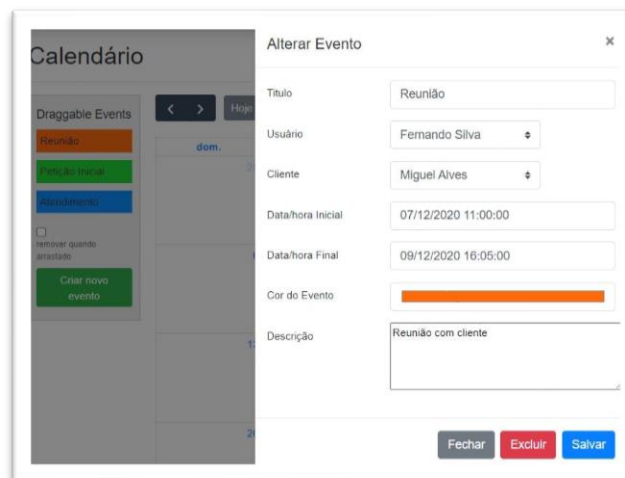 Calendário
Draggable Events
Reunião
Petição Inicial
Atendimento
remover quando
arrastado
Criar novo
evento
Hoje
dom.
Alterar Evento
×
Titulo
Reunião
Usuário
Fernando Silva
Cliente
Miguel Alves
Data/hora Inicial
07/12/2020 11:00:00
Data/hora Final
09/12/2020 16:05:00
Cor do Evento
Descrição
Reunião com cliente
Fechar
Excluir
Salvar